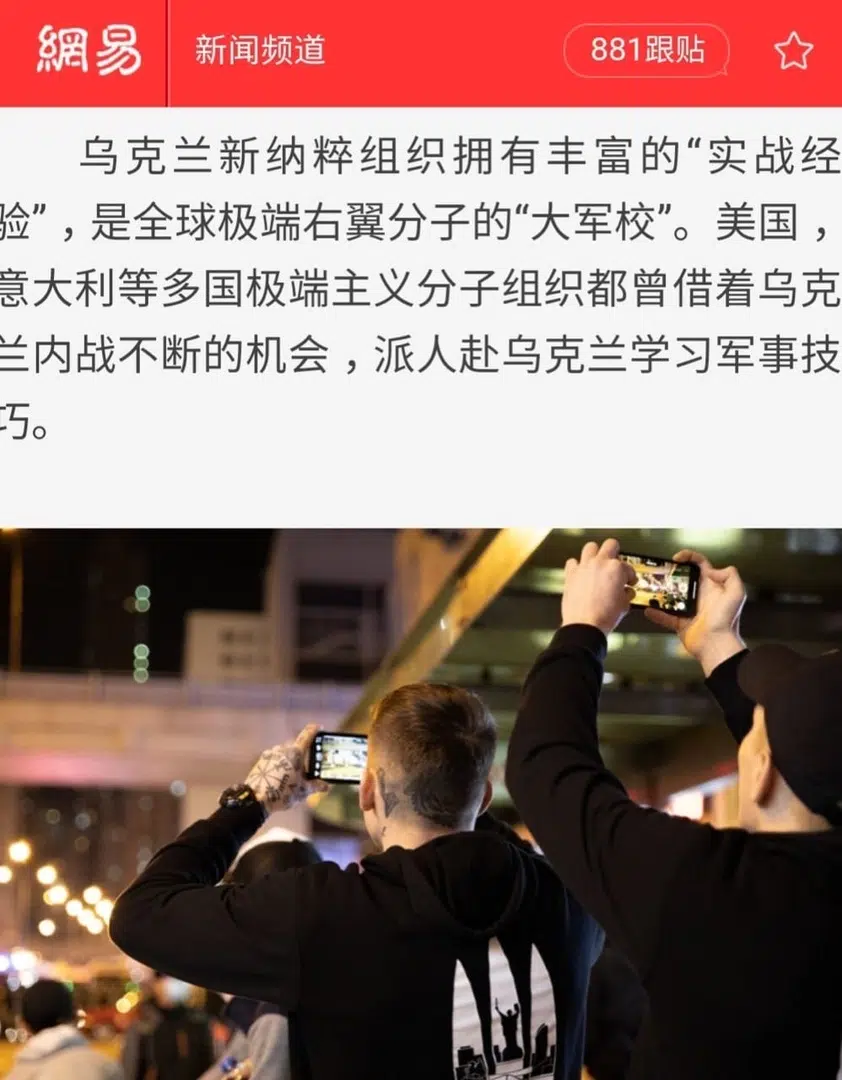 網易
新闻频道
881跟贴
乌克兰新纳粹组织拥有丰富的“实战经
验”，是全球极端右翼分子的“大军校”。美国，
意大利等多国极端主义分子组织都曾借着乌克
兰内战不断的机会，派人赴乌克兰学习军事技
巧。